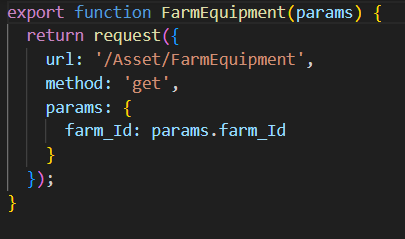 export function FarmEquipment(params) {
  return request({
    url: '/Asset/FarmEquipment',
    method: 'get',
    params: {
      farm_Id: params.farm_Id
    }
  });
}